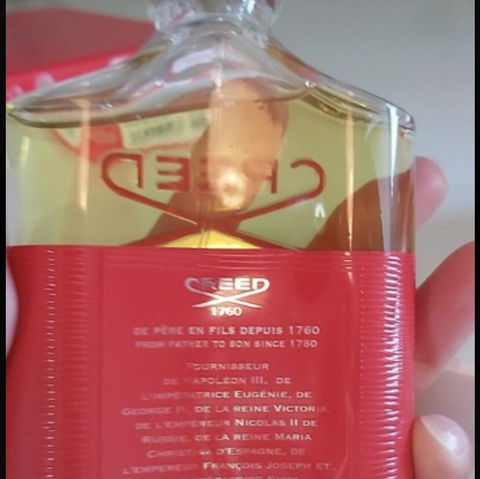 CREED
CREED
1760
DE PÈRE EN FILS DEPUIS 1760
FROM FATHER TO SON SINCE 1760
FOURNISSEUR
DE NAPOLEON III, DE
L'IMPÉRATRICE EUGÉNIE, DE
GEORGE IV, DE LA REINE VICTORIA,
DE L'EMPEREUR NICOLAS II DE
RUSSIE, DE LA REINE MARIA
CHRISTINA D'ESPAGNE, DE
L'EMPEREUR FRANÇOIS JOSEPH ET